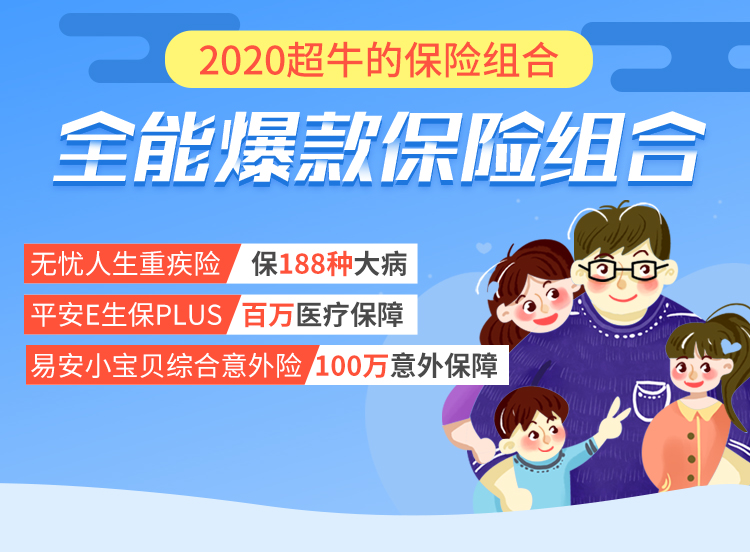 2020超牛的保险组合
全能爆款保险组合
无忧人生重疾险 保188种大病
平安E生保PLUS 百万医疗保障
易安小宝贝综合意外险 100万意外保障